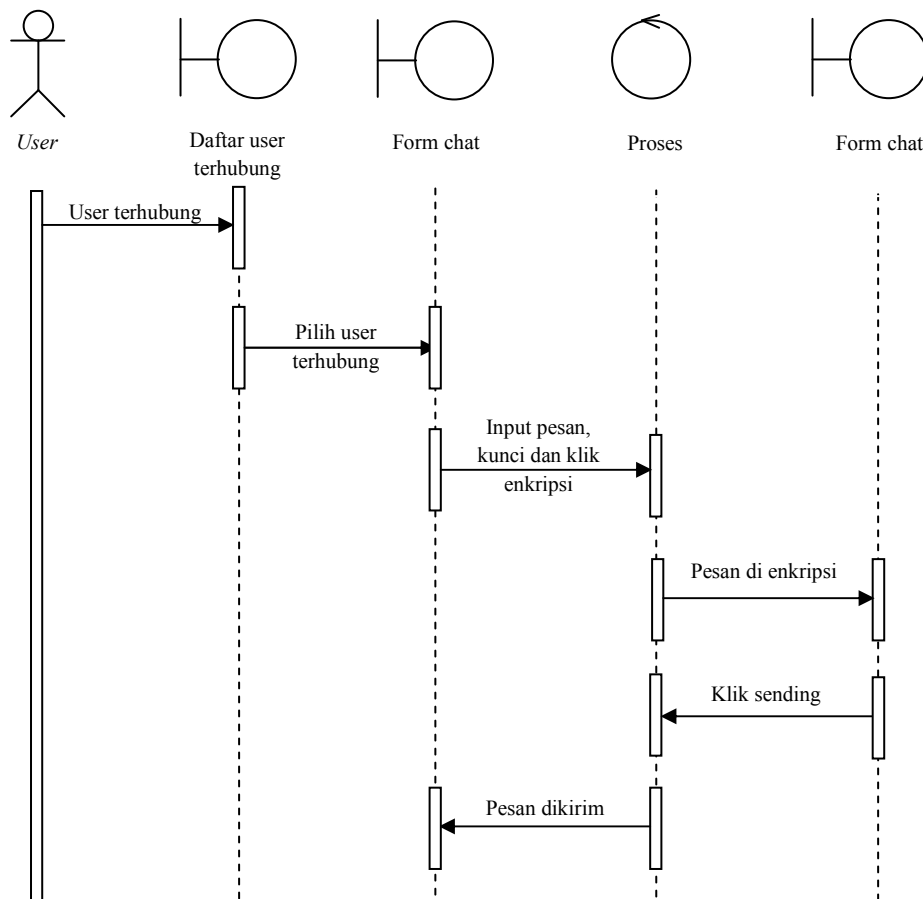 User
Daftar user
terhubung
Form chat
Proses
Form chat
User terhubung
Pilih user
terhubung
Input pesan,
kunci dan klik
enkripsi
Pesan di enkripsi
Klik sending
Pesan dikirim